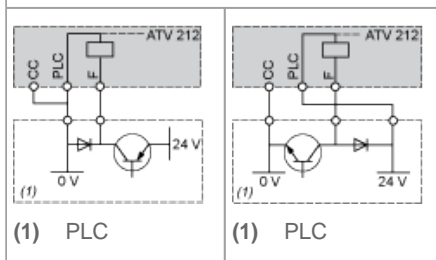 ATV 212
CC
PLC
F
24 V
0 V
(1)
(1) PLC
ATV 212
CC
PLC
F
(1)
0 V
24 V
(1) PLC